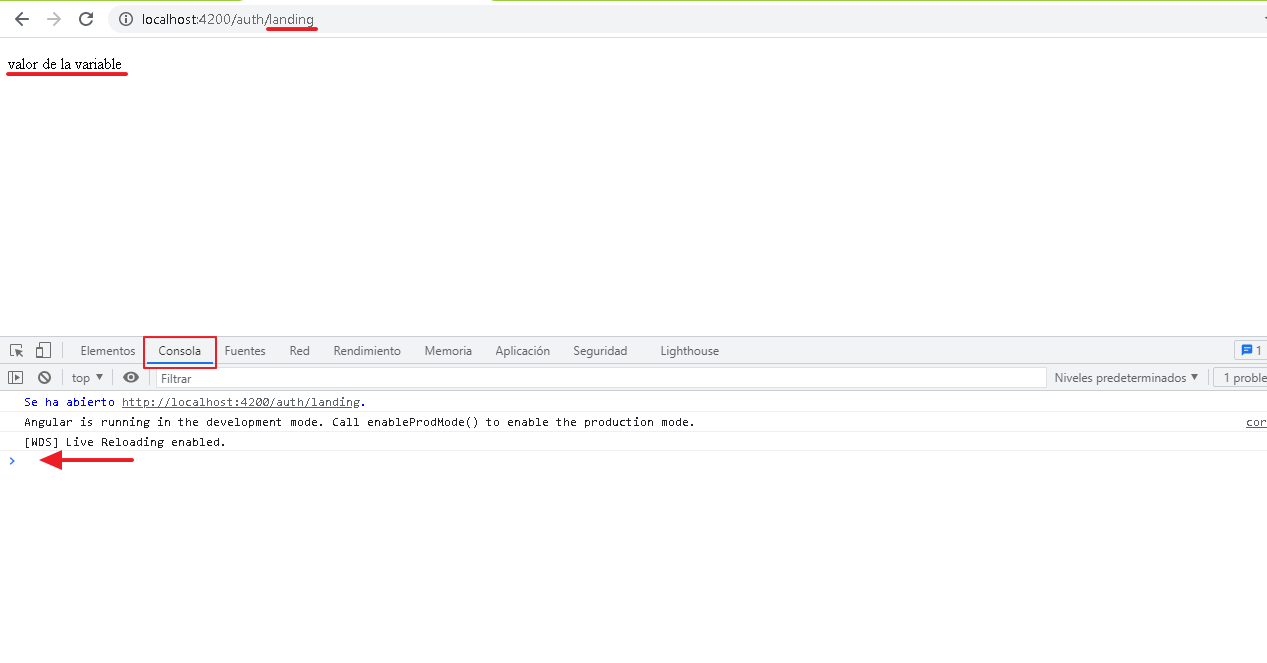 localhost:4200/auth/landing
valor de la variable
Elementos Consola Fuentes Red Rendimiento Memoria Aplicación Seguridad Lighthouse 1
top Filtrar Niveles predeterminados 1 proble
Se ha abierto http://localhost:4200/auth/landing.
Angular is running in the development mode. Call enableProdMode() to enable the production mode. cor
[WDS] Live Reloading enabled.
>